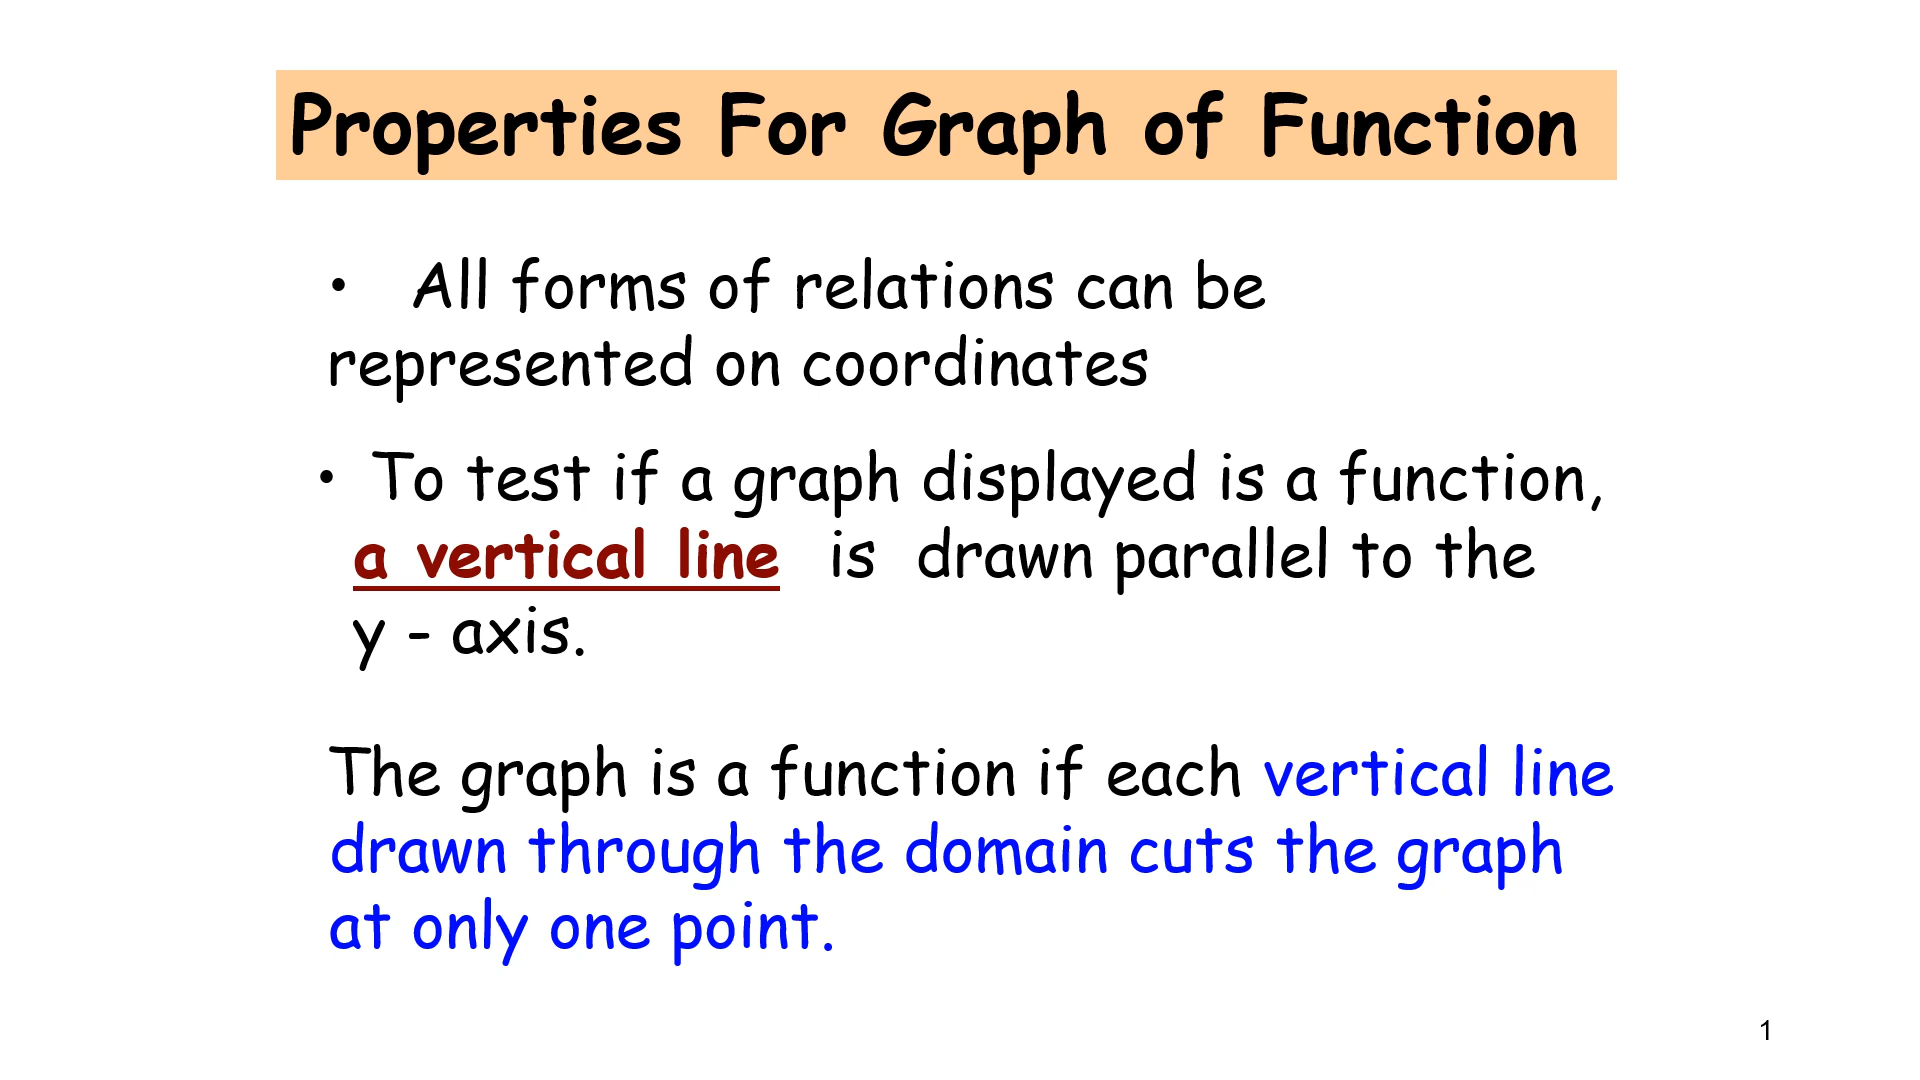 Properties For Graph of Function
• All forms of relations can be
represented on coordinates
• To test if a graph displayed is a function,
a vertical line is drawn parallel to the
y - axis.
The graph is a function if each vertical line
drawn through the domain cuts the graph
at only one point.
1